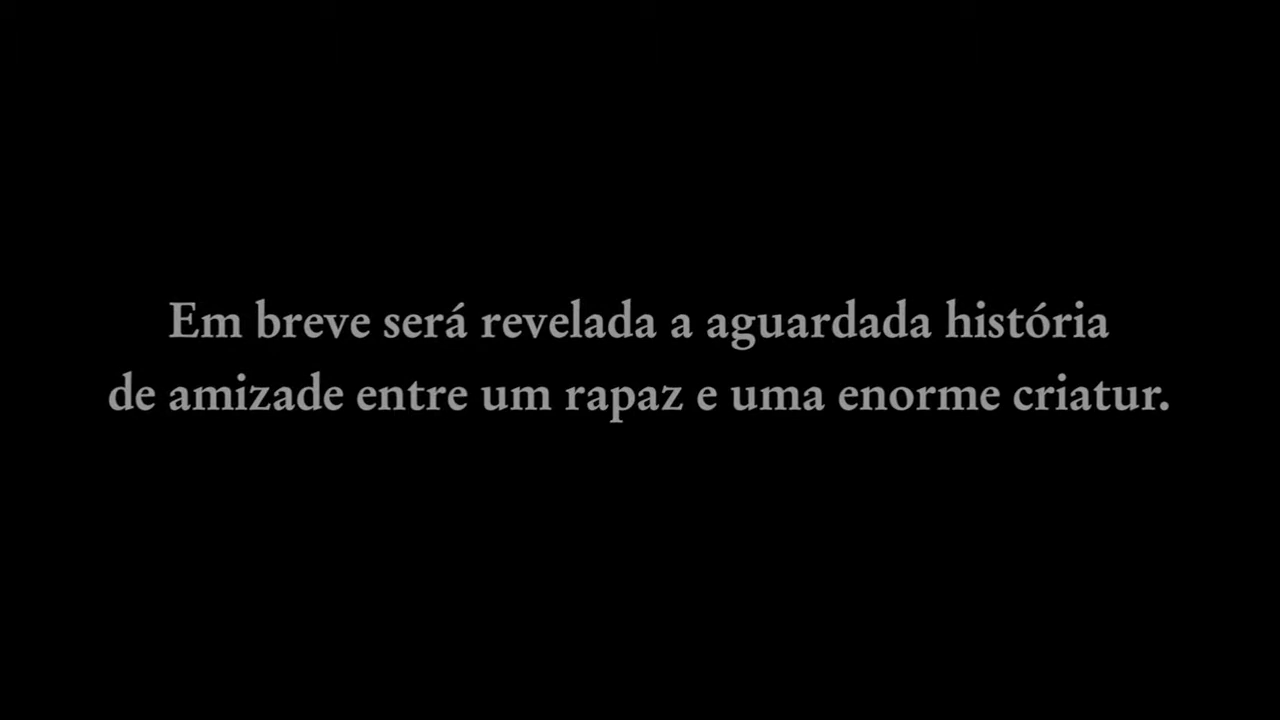 Em breve será revelada a aguardada história
de amizade entre um rapaz e uma enorme criatur.